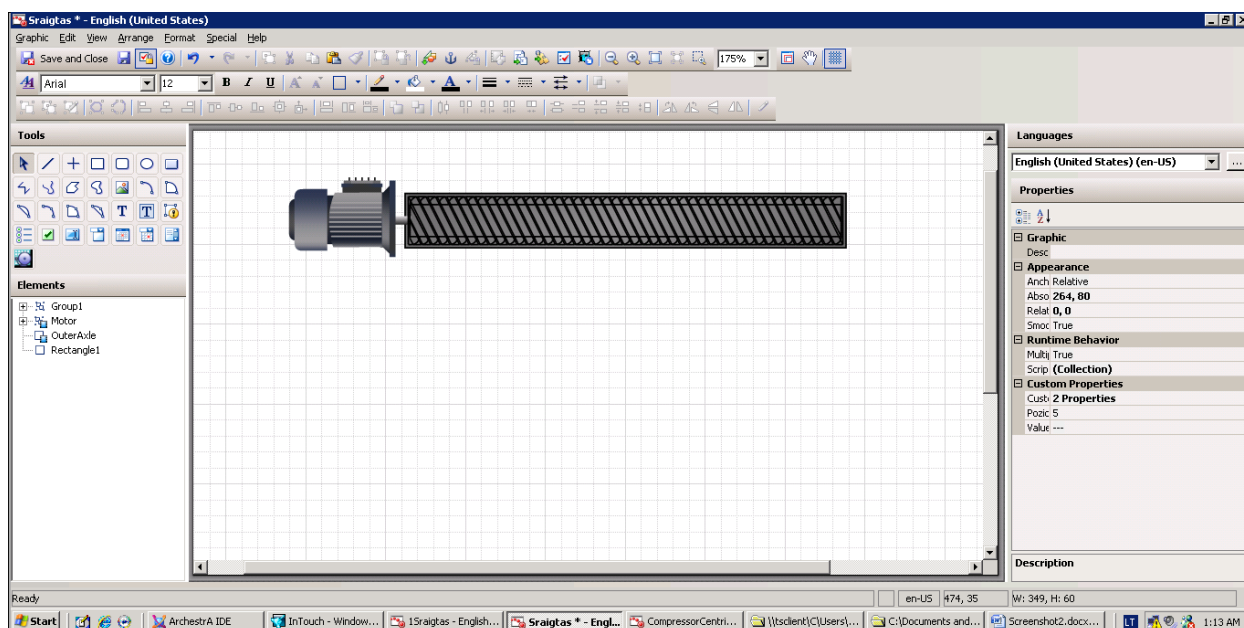 Sraigtas * - English (United States)
Graphic Edit View Arrange Format Special Help
Save and Close 175%
Arial 12 B I U A
Tools
Languages
English (United States) (en-US) ...
Properties
Graphic
Desc
Appearance
Anch Relative
Abso 264, 80
Relat 0, 0
Smoc True
Runtime Behavior
Multi True
Scrip (Collection)
Custom Properties
Cust 2 Properties
Pozic 5
Value ---
Elements
Group1
Motor
OuterAxle
Rectangle1
Description
Ready en-US 474, 35 W: 349, H: 60
Start ArchestrA IDE InTouch - Window... 1Sraigtas - English... Sraigtas * - Engl... CompressorCentri... \\tsclient\C\Users\... C:\Documents and... Screenshot2.docx... LT 1:13 AM